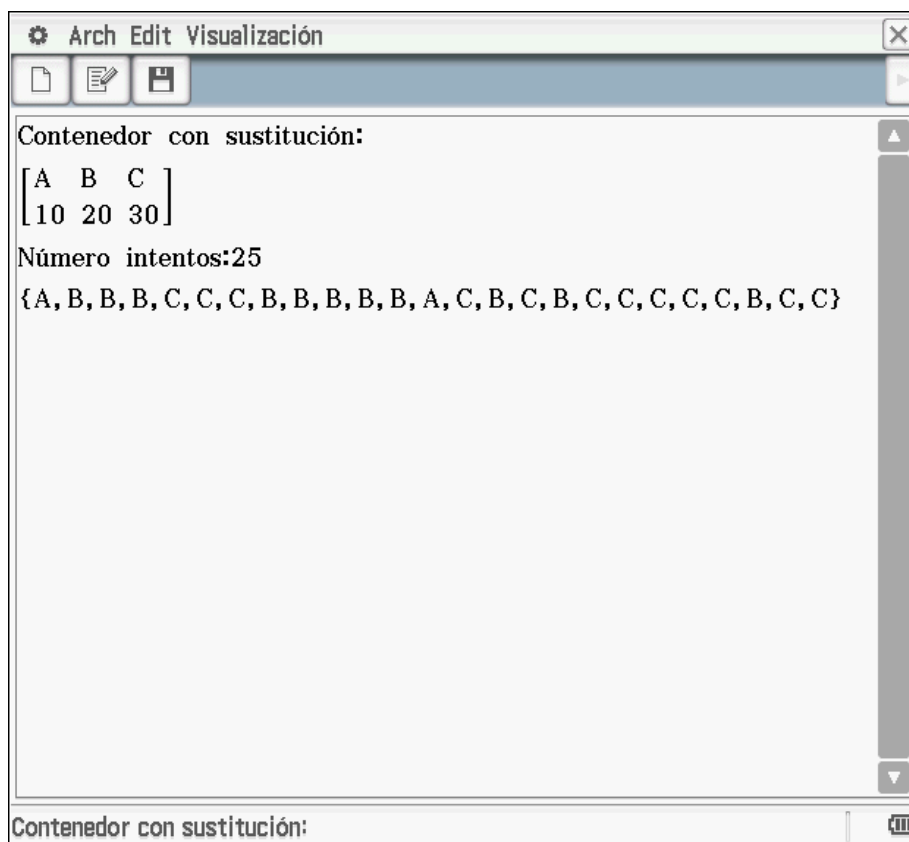 Arch Edit Visualización
Contenedor con sustitución:
[A B C
10 20 30]
Número intentos:25
{A, B, B, B, C, C, C, B, B, B, B, B, A, C, B, C, B, C, C, C, C, C, B, C, C}
Contenedor con sustitución: